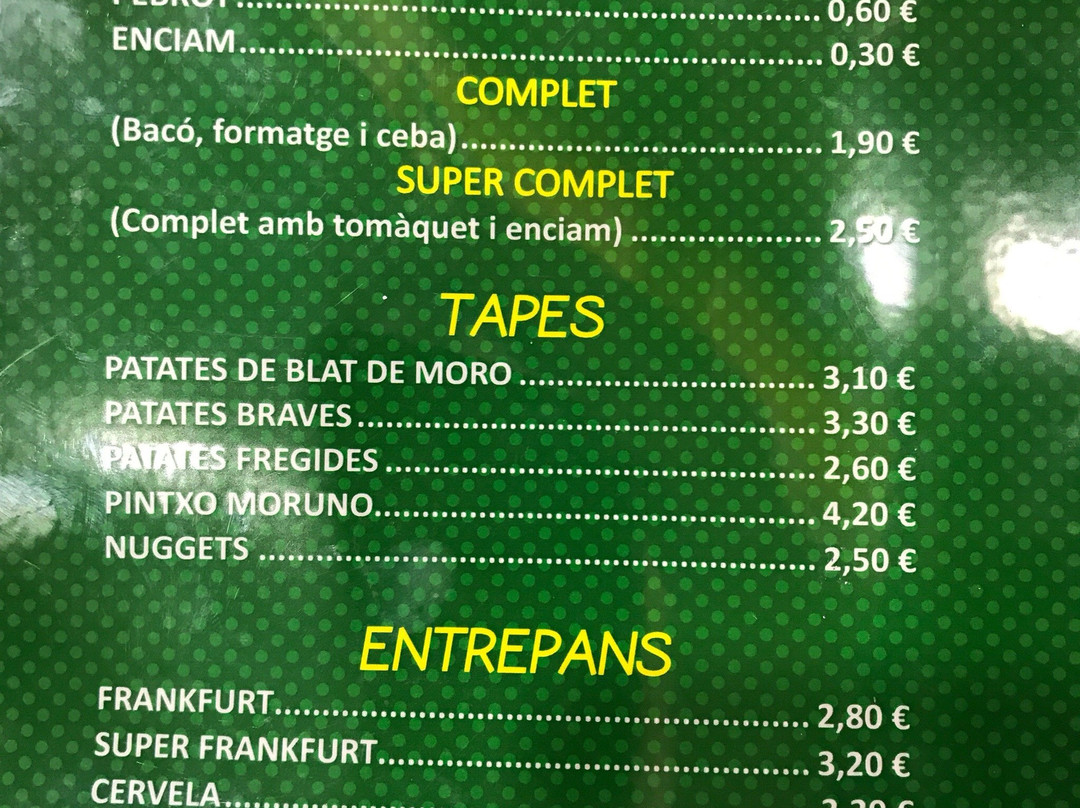 0,60 €
ENCIAM........................................................ 0,30 €
COMPLET
(Bacó, formatge i ceba)................................... 1,90 €
SUPER COMPLET
(Complet amb tomàquet i enciam) .................... 2,50 €
TAPES
PATATES DE BLAT DE MORO ............................... 3,10 €
PATATES BRAVES................................................ 3,30 €
PATATES FREGIDES ............................................. 2,60 €
PINTXO MORUNO.............................................. 4,20 €
NUGGETS .......................................................... 2,50 €
ENTREPANS
FRANKFURT........................................................ 2,80 €
SUPER FRANKFURT............................................. 3,20 €
CERVELA